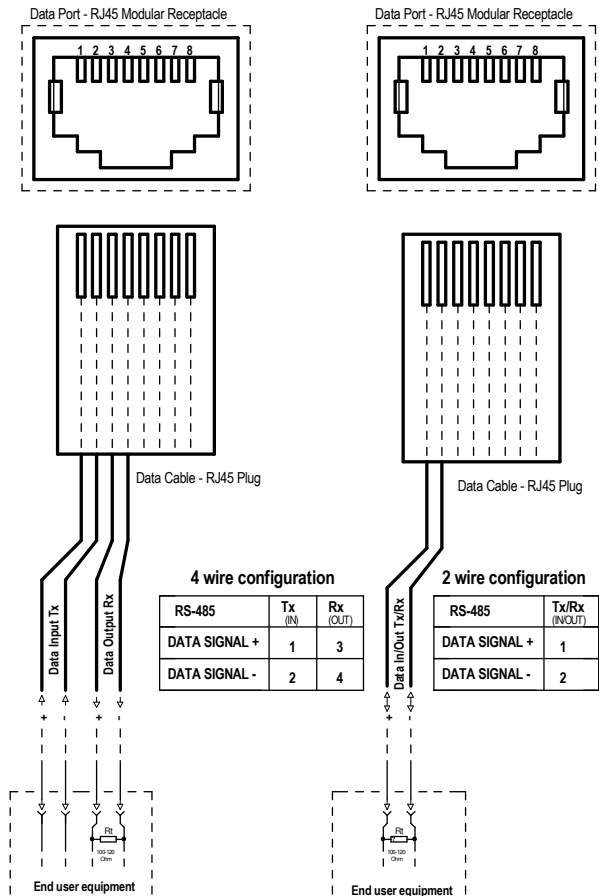 Data Port - RJ45 Modular Receptacle
1 2 3 4 5 6 7 8
Data Cable - RJ45 Plug
Data Input Tx
Data Output Rx
4 wire configuration
RS-485 Tx (IN) Rx (OUT)
DATA SIGNAL + 1 3
DATA SIGNAL - 2 4
+ - + -
Rt
100-120
Ohm
End user equipment
Data Port - RJ45 Modular Receptacle
1 2 3 4 5 6 7 8
Data Cable - RJ45 Plug
Data In/Out Tx/Rx
2 wire configuration
RS-485 Tx/Rx (IN/OUT)
DATA SIGNAL + 1
DATA SIGNAL - 2
+ -
Rt
100-120
Ohm
End user equipment